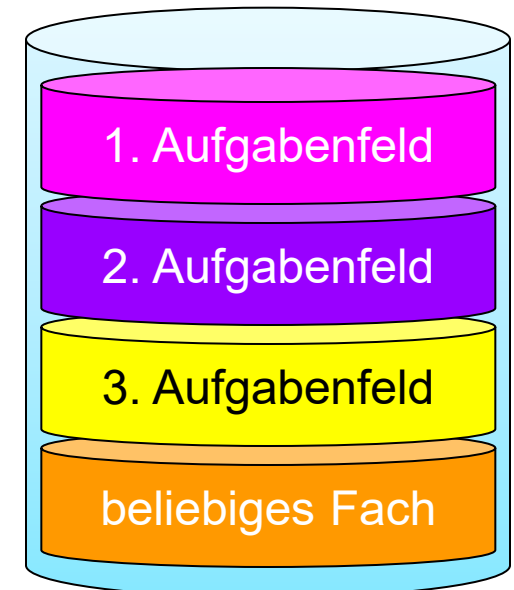 1. Aufgabenfeld
2. Aufgabenfeld
3. Aufgabenfeld
beliebiges Fach